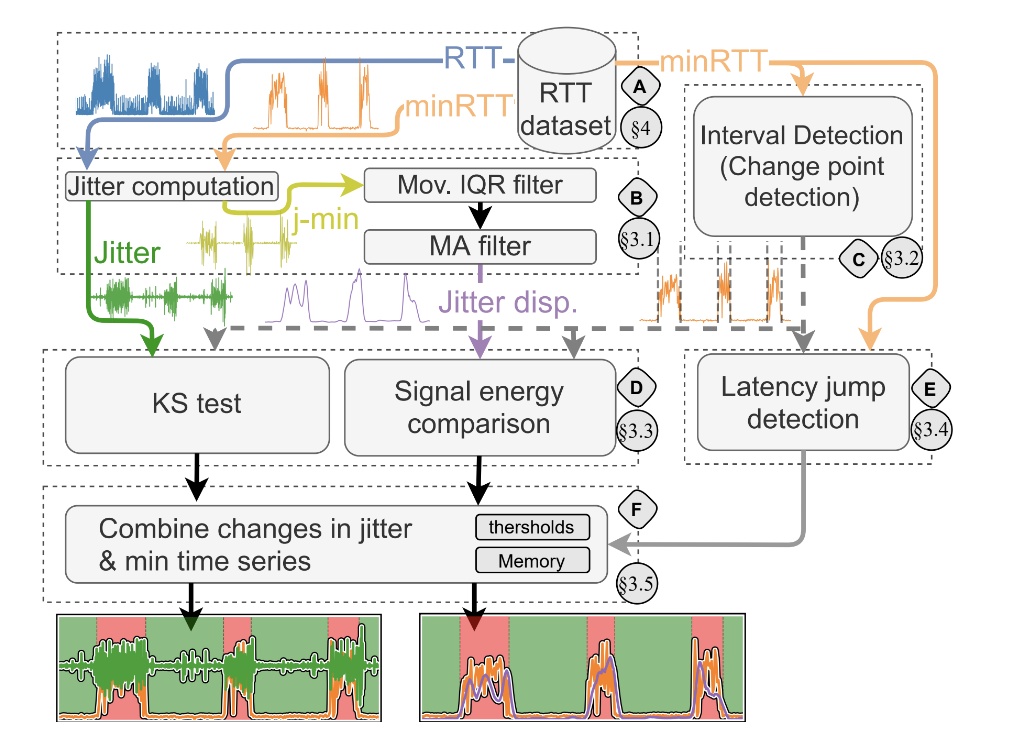 RTT
minRTT
minRTT
RTT
dataset
A
§4
Interval Detection
(Change point
detection)
Jitter computation
Mov. IQR filter
B
j-min
§3.1
Jitter
MA filter
C
§3.2
Jitter disp.
KS test
Signal energy
comparison
D
§3.3
Latency jump
detection
E
§3.4
Combine changes in jitter
& min time series
thersholds
Memory
F
§3.5